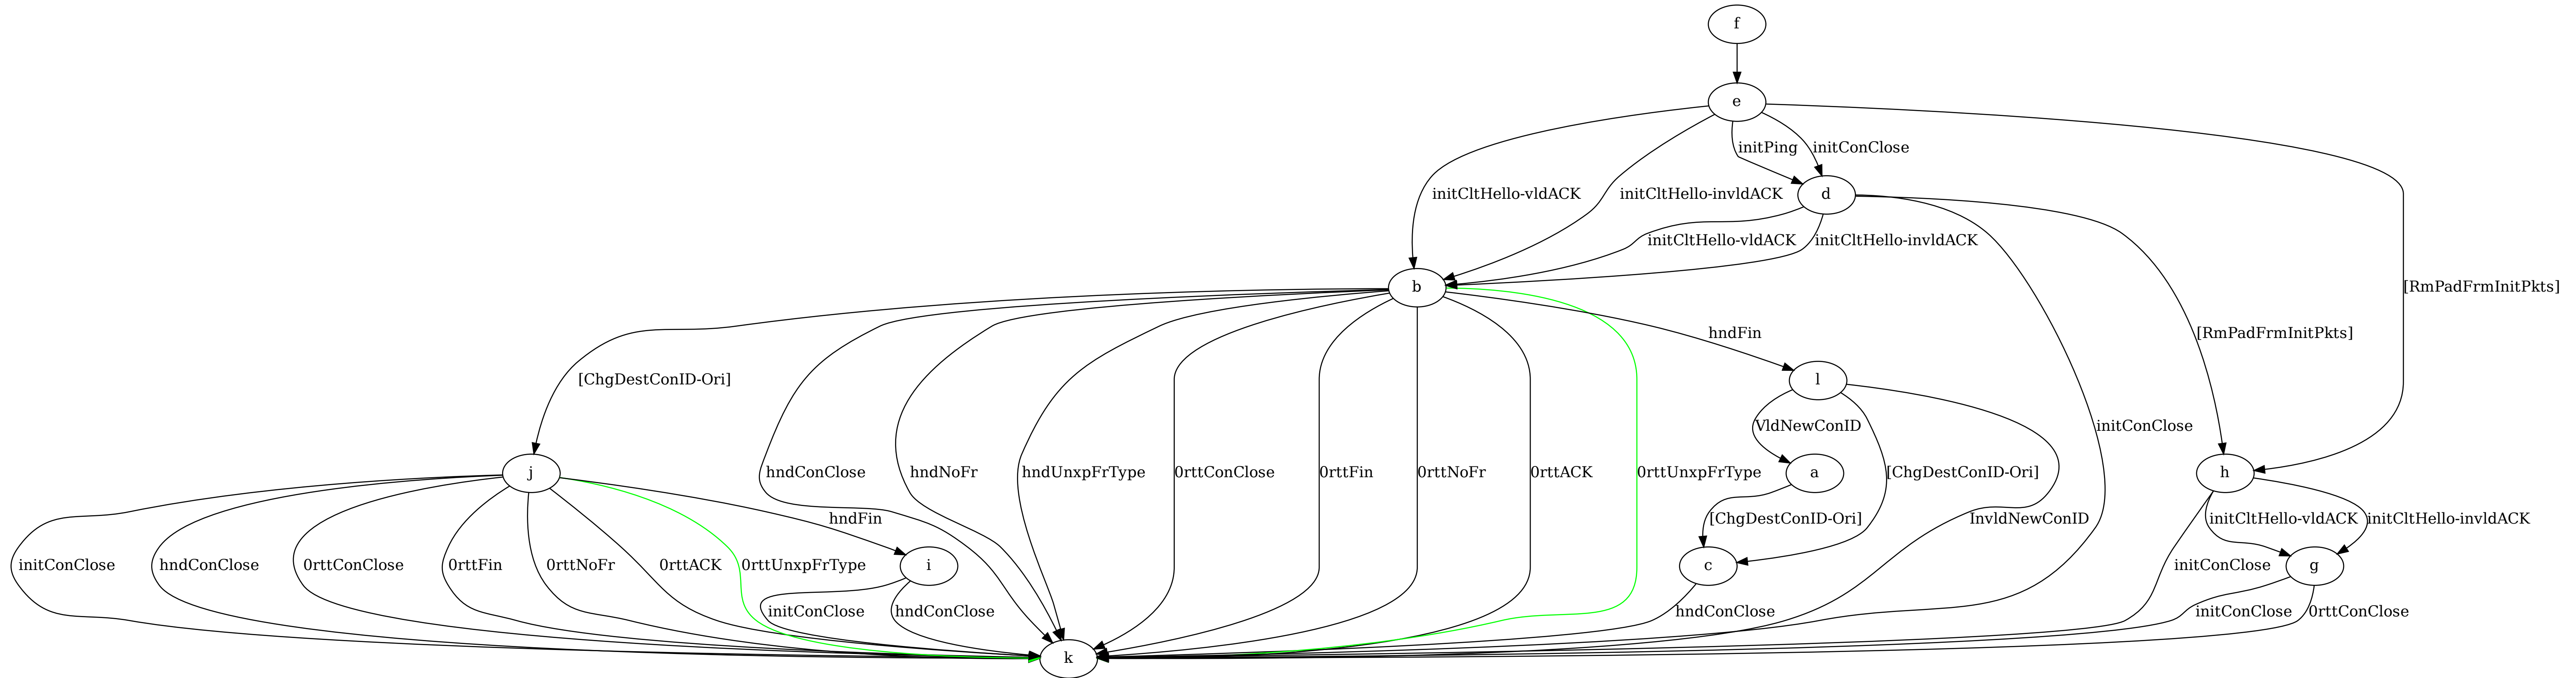 f
e
initPing
initConClose
initCltHello-vldACK
initCltHello-invldACK
d
initCltHello-vldACK
initCltHello-invldACK
b
[RmPadFrmInitPkts]
hndFin
[RmPadFrmInitPkts]
[ChgDestConID-Ori]
l
VldNewConID
initConClose
j
hndConClose
hndNoFr
hndUnxpFrType
0rttConClose
0rttFin
0rttNoFr
0rttACK
0rttUnxpFrType
a
[ChgDestConID-Ori]
h
hndFin
[ChgDestConID-Ori]
InvldNewConID
initCltHello-vldACK
initCltHello-invldACK
initConClose
hndConClose
0rttConClose
0rttFin
0rttNoFr
0rttACK
0rttUnxpFrType
i
c
initConClose
g
initConClose
hndConClose
hndConClose
initConClose
0rttConClose
k